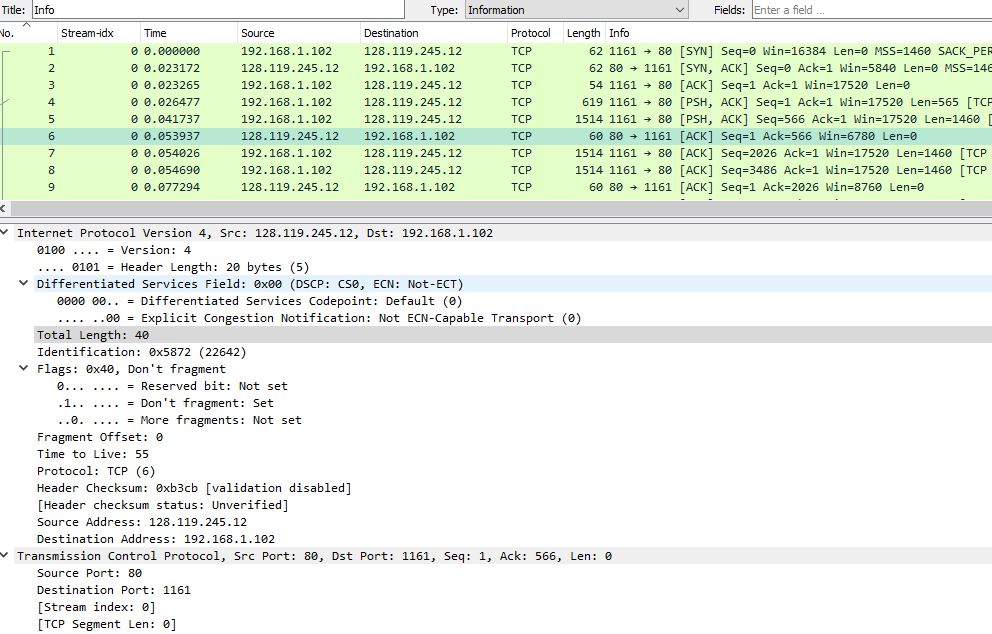 Title: Info Type: Information Fields: Enter a field ...
No. Stream-idx Time Source Destination Protocol Length Info
1 0 0.000000 192.168.1.102 128.119.245.12 TCP 62 1161 → 80 [SYN] Seq=0 Win=16384 Len=0 MSS=1460 SACK_PER
2 0 0.023172 128.119.245.12 192.168.1.102 TCP 62 80 → 1161 [SYN, ACK] Seq=0 Ack=1 Win=5840 Len=0 MSS=146
3 0 0.023265 192.168.1.102 128.119.245.12 TCP 54 1161 → 80 [ACK] Seq=1 Ack=1 Win=17520 Len=0
4 0 0.026477 192.168.1.102 128.119.245.12 TCP 619 1161 → 80 [PSH, ACK] Seq=1 Ack=1 Win=17520 Len=565 [TCP
5 0 0.041737 192.168.1.102 128.119.245.12 TCP 1514 1161 → 80 [PSH, ACK] Seq=566 Ack=1 Win=17520 Len=1460 [
6 0 0.053937 128.119.245.12 192.168.1.102 TCP 60 80 → 1161 [ACK] Seq=1 Ack=566 Win=6780 Len=0
7 0 0.054026 192.168.1.102 128.119.245.12 TCP 1514 1161 → 80 [ACK] Seq=2026 Ack=1 Win=17520 Len=1460 [TCP
8 0 0.054690 192.168.1.102 128.119.245.12 TCP 1514 1161 → 80 [ACK] Seq=3486 Ack=1 Win=17520 Len=1460 [TCP
9 0 0.077294 128.119.245.12 192.168.1.102 TCP 60 80 → 1161 [ACK] Seq=1 Ack=2026 Win=8760 Len=0
Internet Protocol Version 4, Src: 128.119.245.12, Dst: 192.168.1.102
0100 .... = Version: 4
.... 0101 = Header Length: 20 bytes (5)
Differentiated Services Field: 0x00 (DSCP: CS0, ECN: Not-ECT)
0000 00.. = Differentiated Services Codepoint: Default (0)
.... ..00 = Explicit Congestion Notification: Not ECN-Capable Transport (0)
Total Length: 40
Identification: 0x5872 (22642)
Flags: 0x40, Don't fragment
0... .... = Reserved bit: Not set
.1.. .... = Don't fragment: Set
..0. .... = More fragments: Not set
Fragment Offset: 0
Time to Live: 55
Protocol: TCP (6)
Header Checksum: 0xb3cb [validation disabled]
[Header checksum status: Unverified]
Source Address: 128.119.245.12
Destination Address: 192.168.1.102
Transmission Control Protocol, Src Port: 80, Dst Port: 1161, Seq: 1, Ack: 566, Len: 0
Source Port: 80
Destination Port: 1161
[Stream index: 0]
[TCP Segment Len: 0]